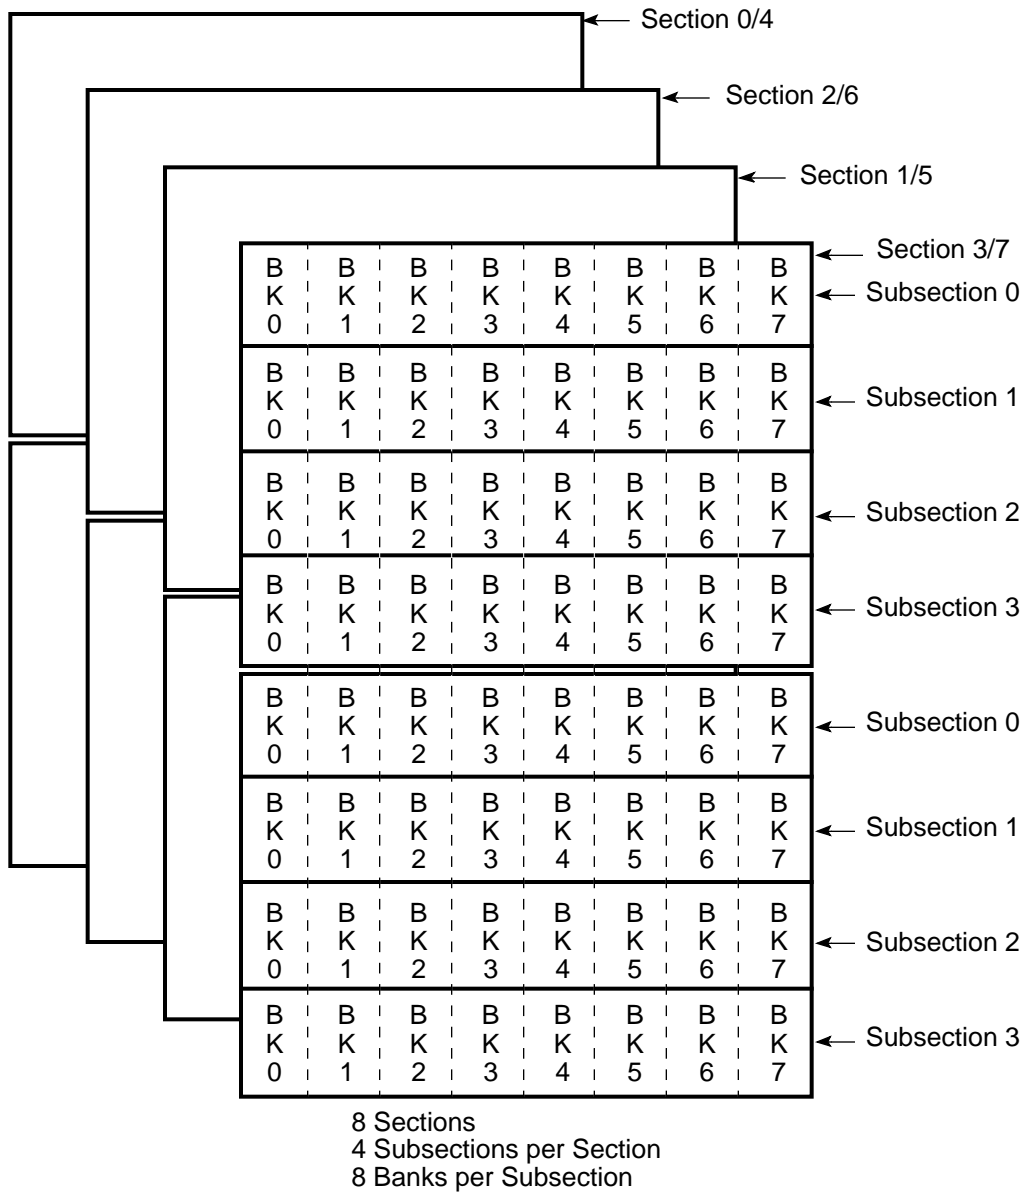 Section 0/4
Section 2/6
Section 1/5
Section 3/7
B B B B B B B B
K K K K K K K K
0 1 2 3 4 5 6 7
Subsection 0
B B B B B B B B
K K K K K K K K
0 1 2 3 4 5 6 7
Subsection 1
B B B B B B B B
K K K K K K K K
0 1 2 3 4 5 6 7
Subsection 2
B B B B B B B B
K K K K K K K K
0 1 2 3 4 5 6 7
Subsection 3
B B B B B B B B
K K K K K K K K
0 1 2 3 4 5 6 7
Subsection 0
B B B B B B B B
K K K K K K K K
0 1 2 3 4 5 6 7
Subsection 1
B B B B B B B B
K K K K K K K K
0 1 2 3 4 5 6 7
Subsection 2
B B B B B B B B
K K K K K K K K
0 1 2 3 4 5 6 7
Subsection 3
8 Sections
4 Subsections per Section
8 Banks per Subsection